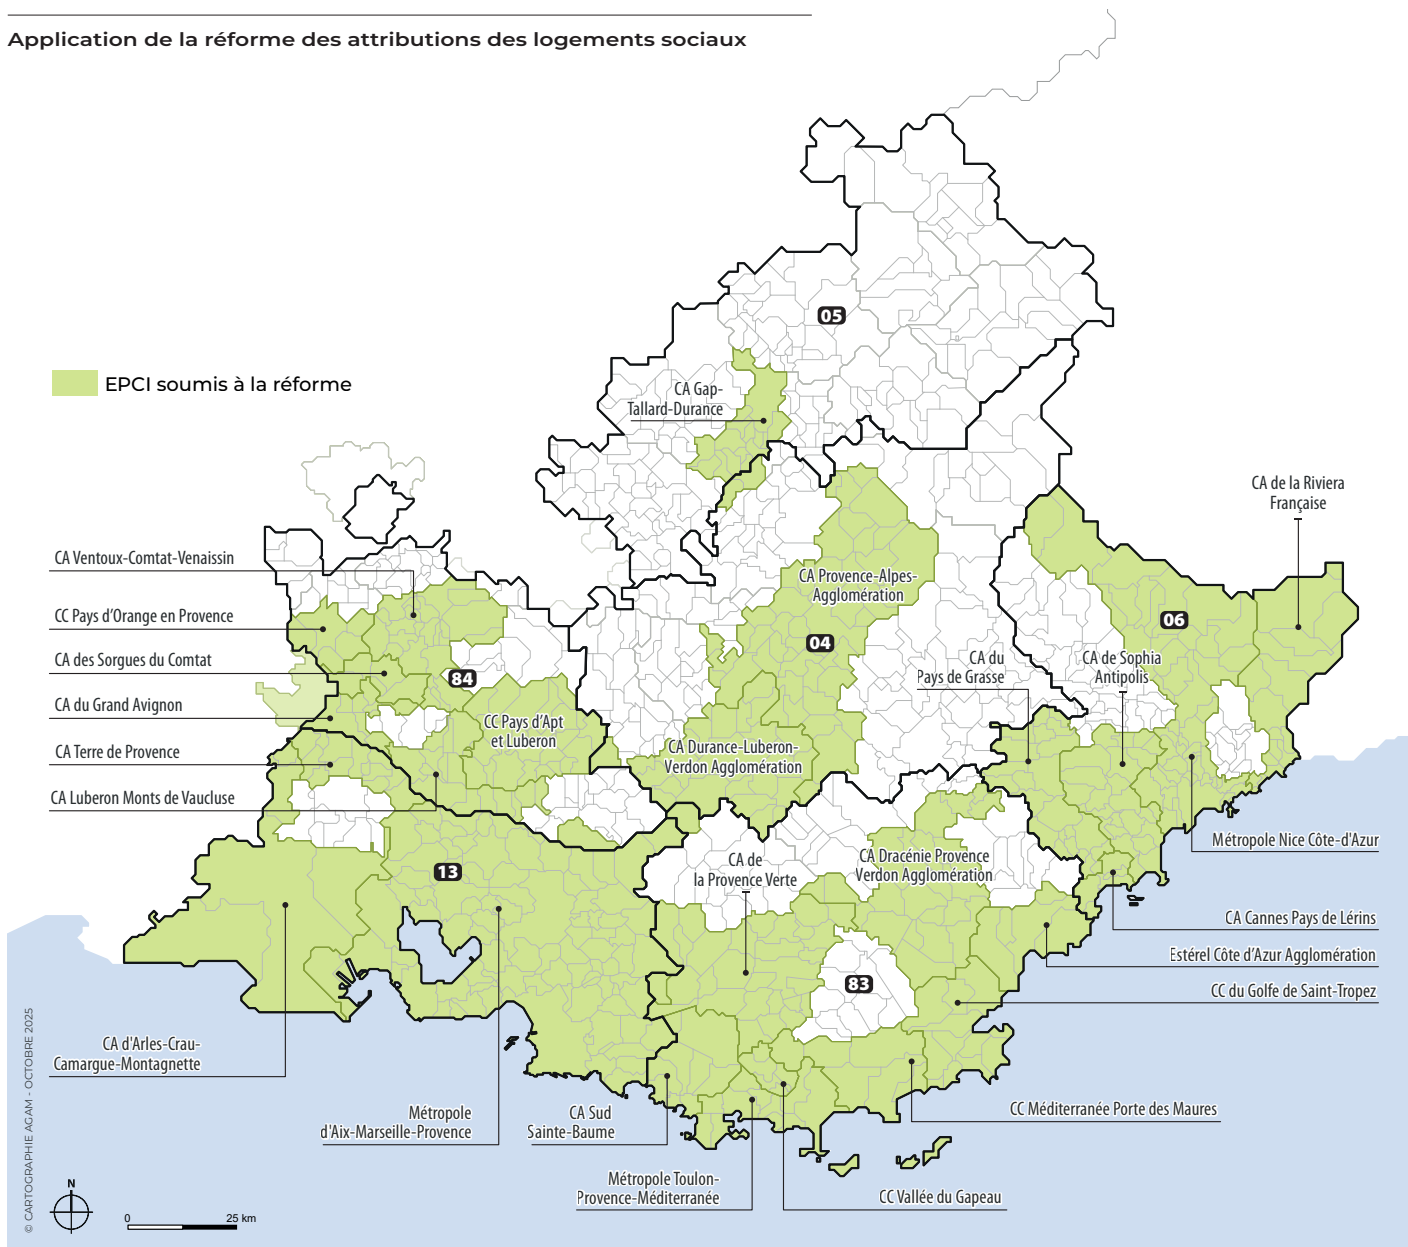 Application de la réforme des attributions des logements sociaux
05
EPCI soumis à la réforme
CA Gap-
Tallard-Durance
CA de la Riviera
Française
CA Ventoux-Comtat-Venaissin
CC Pays d'Orange en Provence
CA des Sorgues du Comtat
CA du Grand Avignon
CA Terre de Provence
CA Luberon Monts de Vaucluse
84
CC Pays d'Apt
et Luberon
CA Provence-Alpes-
Agglomération
04
CA Durance-Luberon-
Verdon Agglomération
CA du
Pays de Grasse
CA de Sophia
Antipolis
06
Métropole Nice Côte-d'Azur
13
CA de
la Provence Verte
CA Dracénie Provence
Verdon Agglomération
CA Cannes Pays de Lérins
Estérel Côte d'Azur Agglomération
83
CC du Golfe de Saint-Tropez
CA d'Arles-Crau-
Camargue-Montagnette
Métropole
d'Aix-Marseille-Provence
CA Sud
Sainte-Baume
CC Méditerranée Porte des Maures
Métropole Toulon-
Provence-Méditerranée
CC Vallée du Gapeau
© CARTOGRAPHIE AGAM - OCTOBRE 2025
N
0
25 km